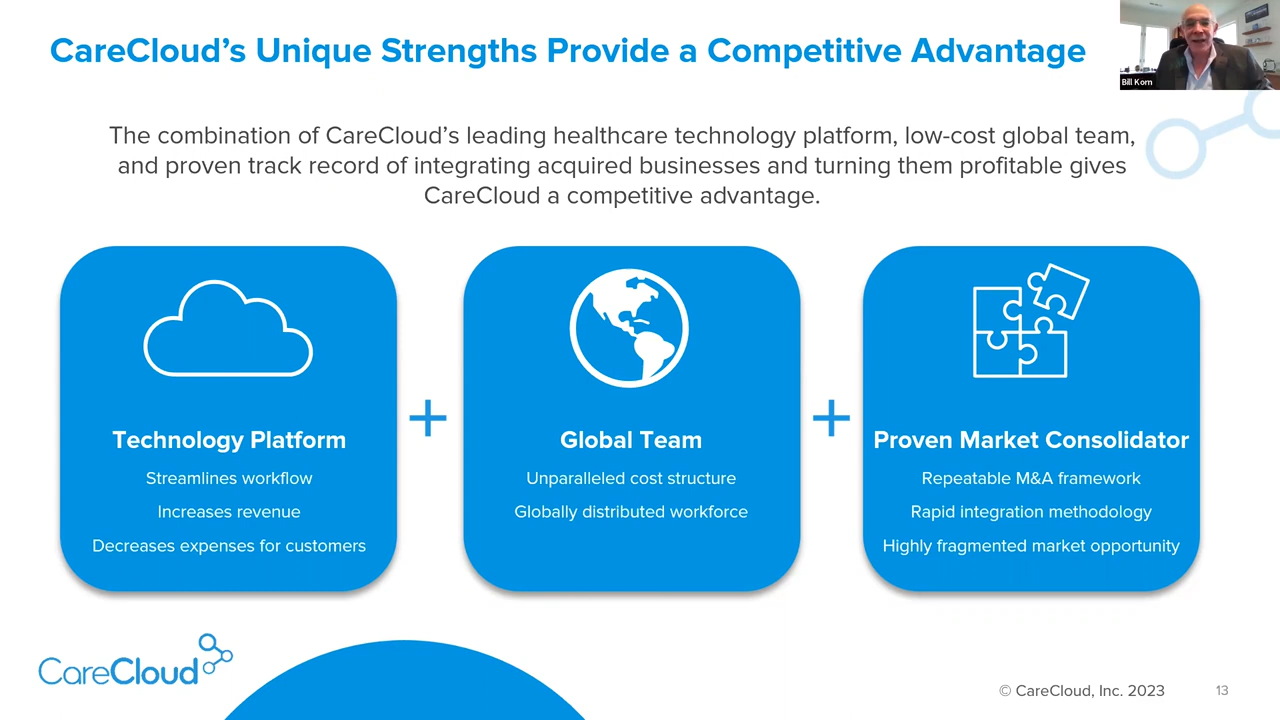 CareCloud's Unique Strengths Provide a Competitive Advantage
Bill Korn
The combination of CareCloud's leading healthcare technology platform, low-cost global team,
and proven track record of integrating acquired businesses and turning them profitable gives
CareCloud a competitive advantage.
Technology Platform
Streamlines workflow
Increases revenue
Decreases expenses for customers
+
Global Team
Unparalleled cost structure
Globally distributed workforce
+
Proven Market Consolidator
Repeatable M&A framework
Rapid integration methodology
Highly fragmented market opportunity
CareCloud
© CareCloud, Inc. 2023
13